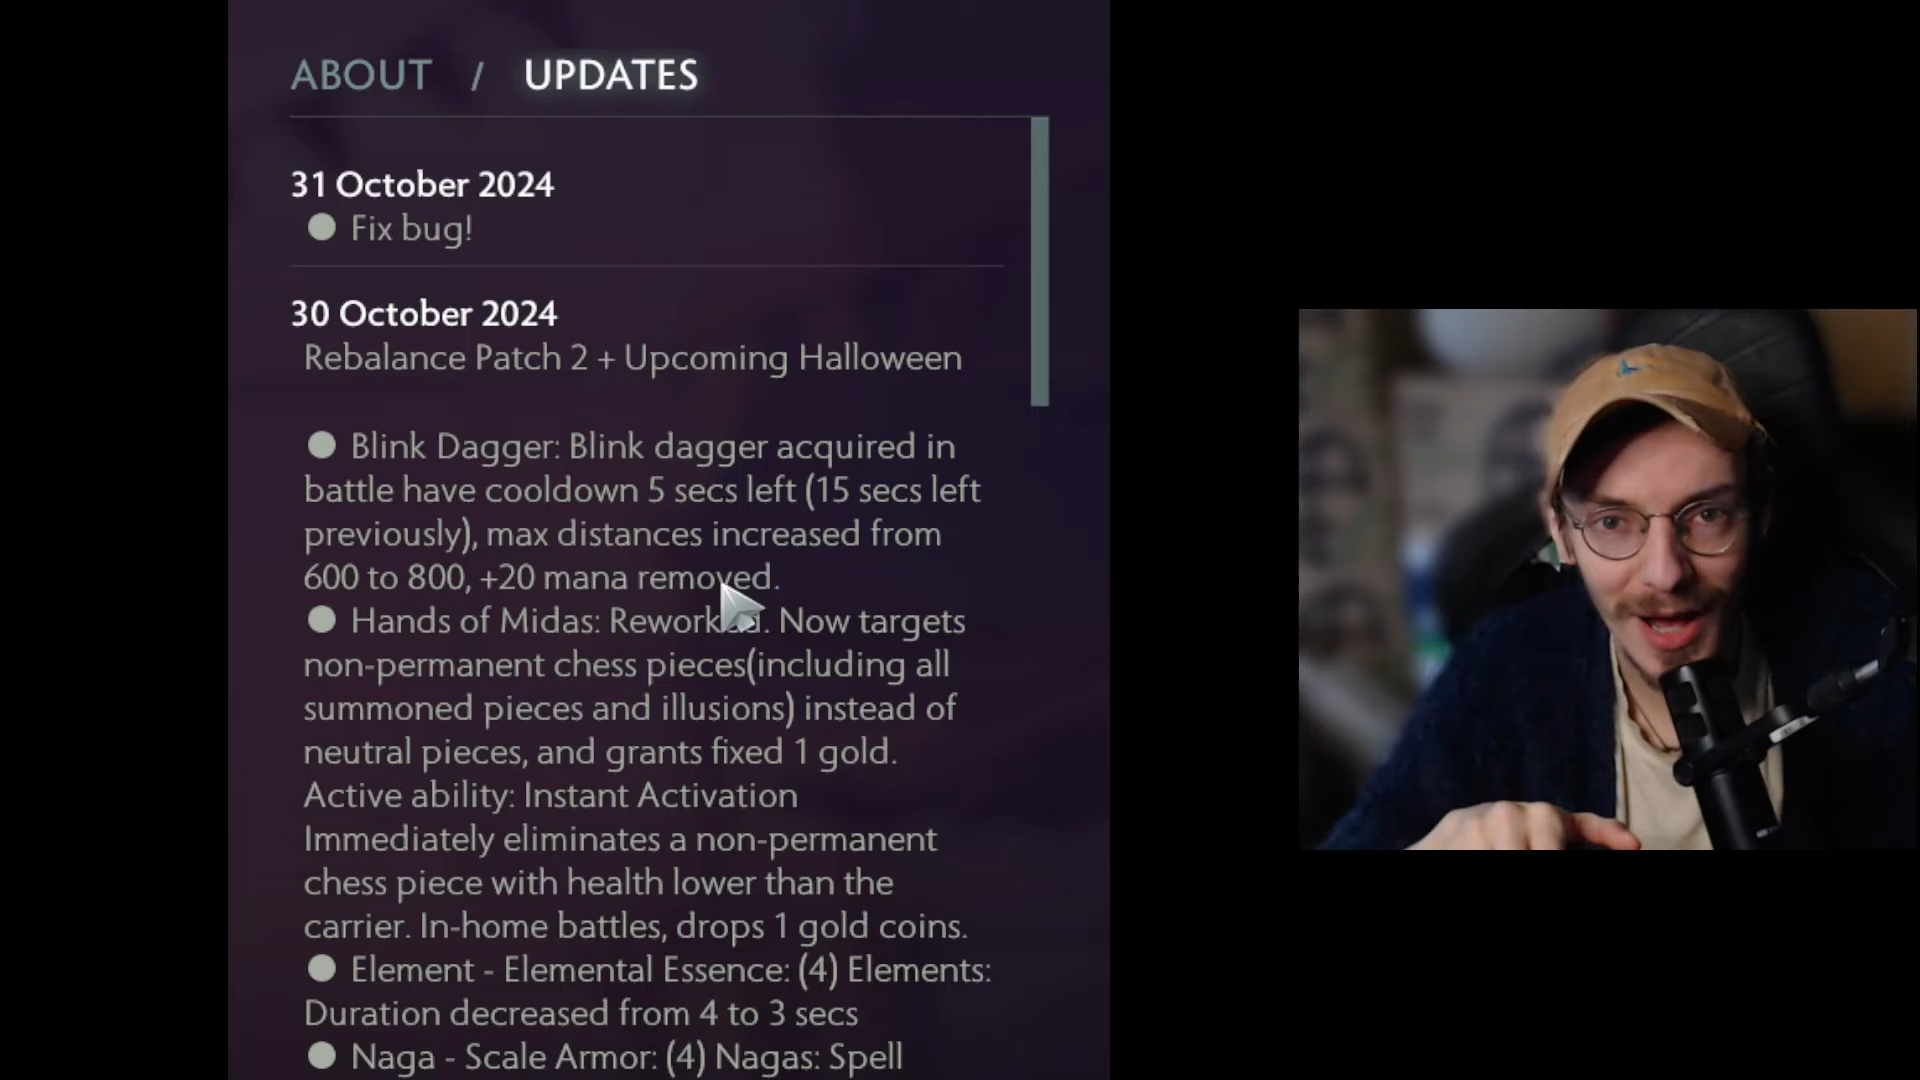 ABOUT / UPDATES
31 October 2024
Fix bug!
30 October 2024
Rebalance Patch 2 + Upcoming Halloween
Blink Dagger: Blink dagger acquired in
battle have cooldown 5 secs left (15 secs left
previously), max distances increased from
600 to 800, +20 mana removed.
Hands of Midas: Reworked. Now targets
non-permanent chess pieces(including all
summoned pieces and illusions) instead of
neutral pieces, and grants fixed 1 gold.
Active ability: Instant Activation
Immediately eliminates a non-permanent
chess piece with health lower than the
carrier. In-home battles, drops 1 gold coins.
Element - Elemental Essence: (4) Elements:
Duration decreased from 4 to 3 secs
Naga - Scale Armor: (4) Nagas: Spell